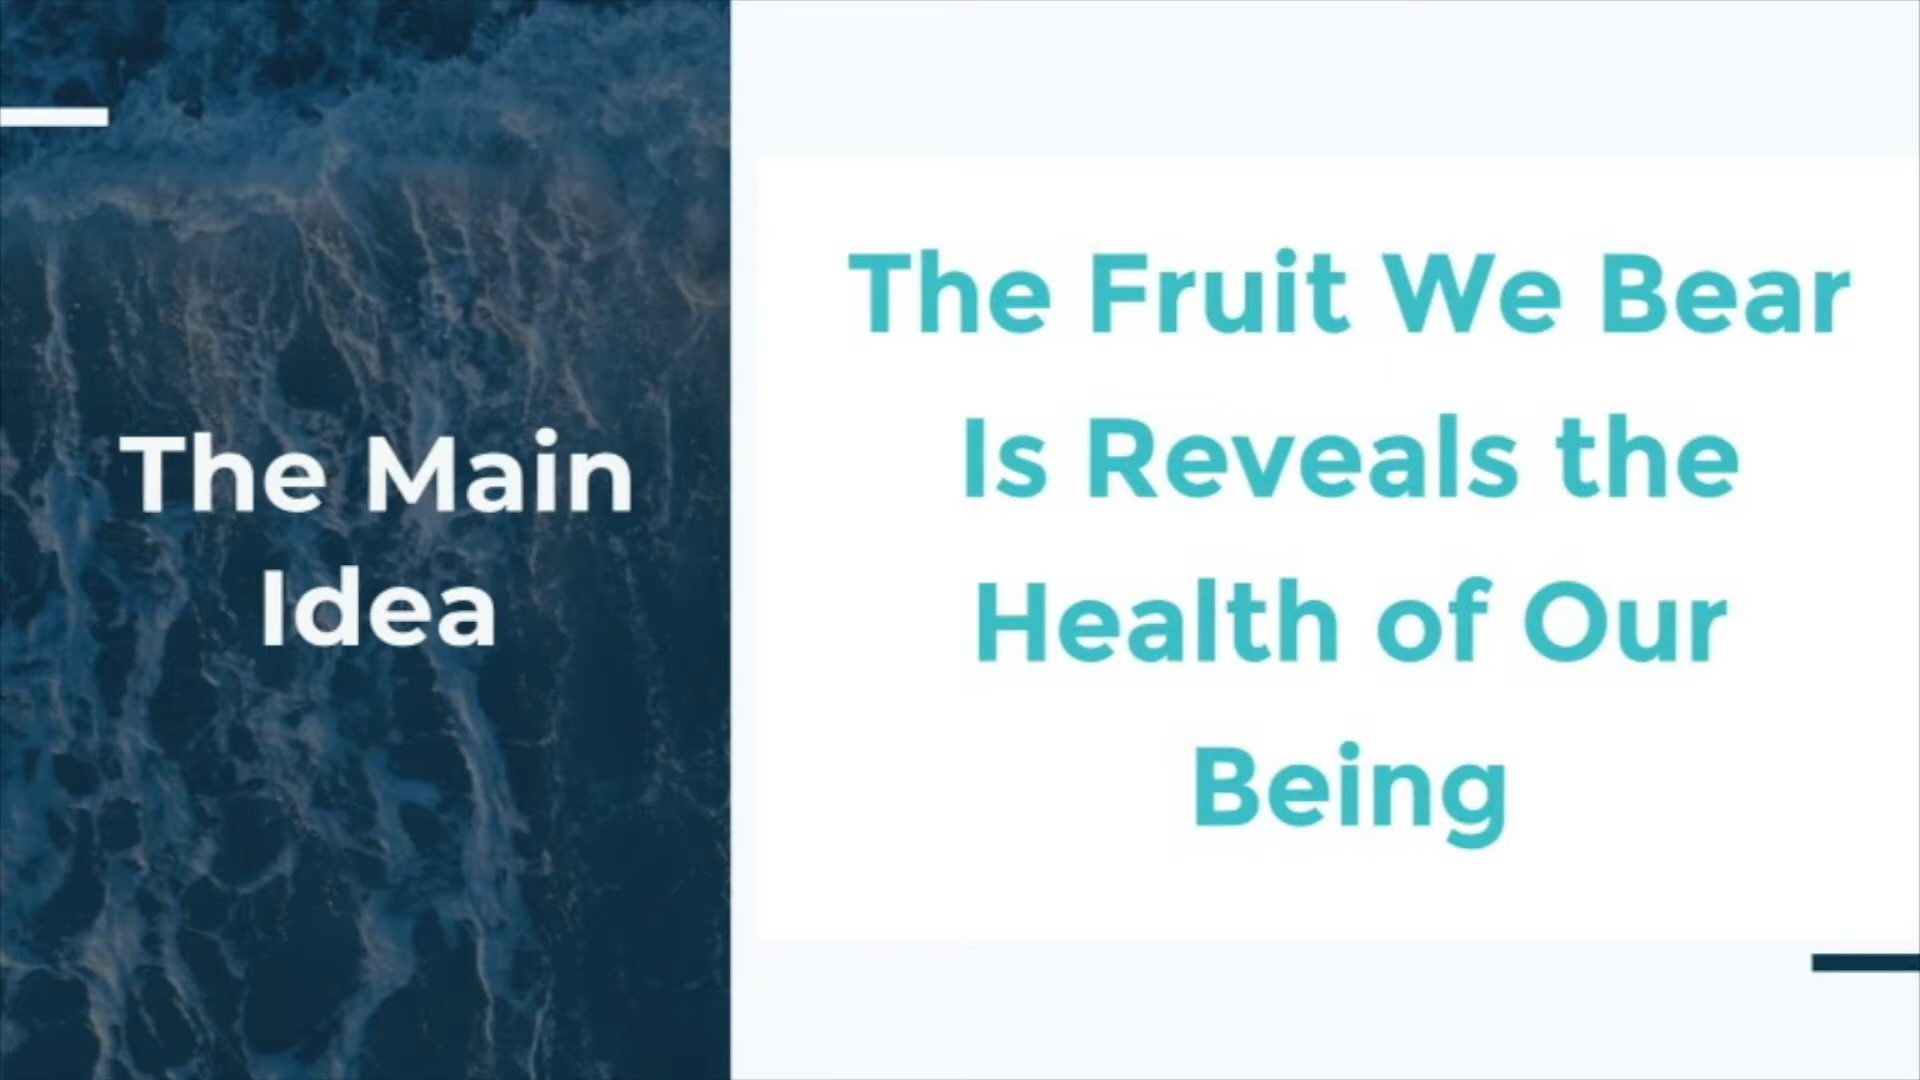 The Main
Idea
The Fruit We Bear
Is Reveals the
Health of Our
Being